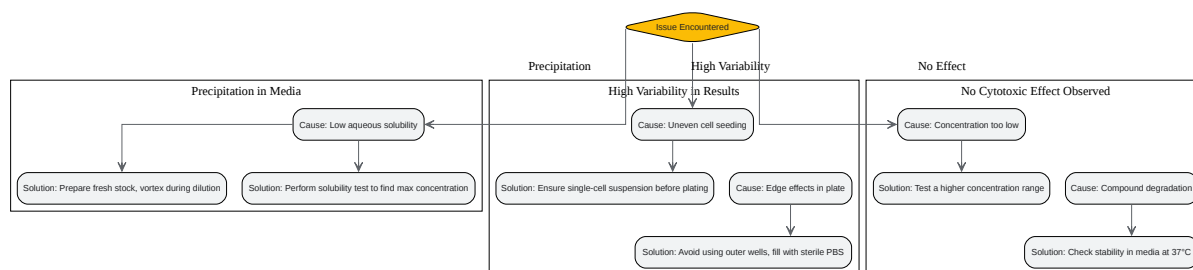 Issue Encountered
Precipitation
High Variability
No Effect
Precipitation in Media
High Variability in Results
No Cytotoxic Effect Observed
Cause: Low aqueous solubility
Cause: Uneven cell seeding
Cause: Concentration too low
Solution: Prepare fresh stock, vortex during dilution
Solution: Perform solubility test to find max concentration
Solution: Ensure single-cell suspension before plating
Cause: Edge effects in plate
Solution: Test a higher concentration range
Cause: Compound degradation
Solution: Avoid using outer wells, fill with sterile PBS
Solution: Check stability in media at 37°C